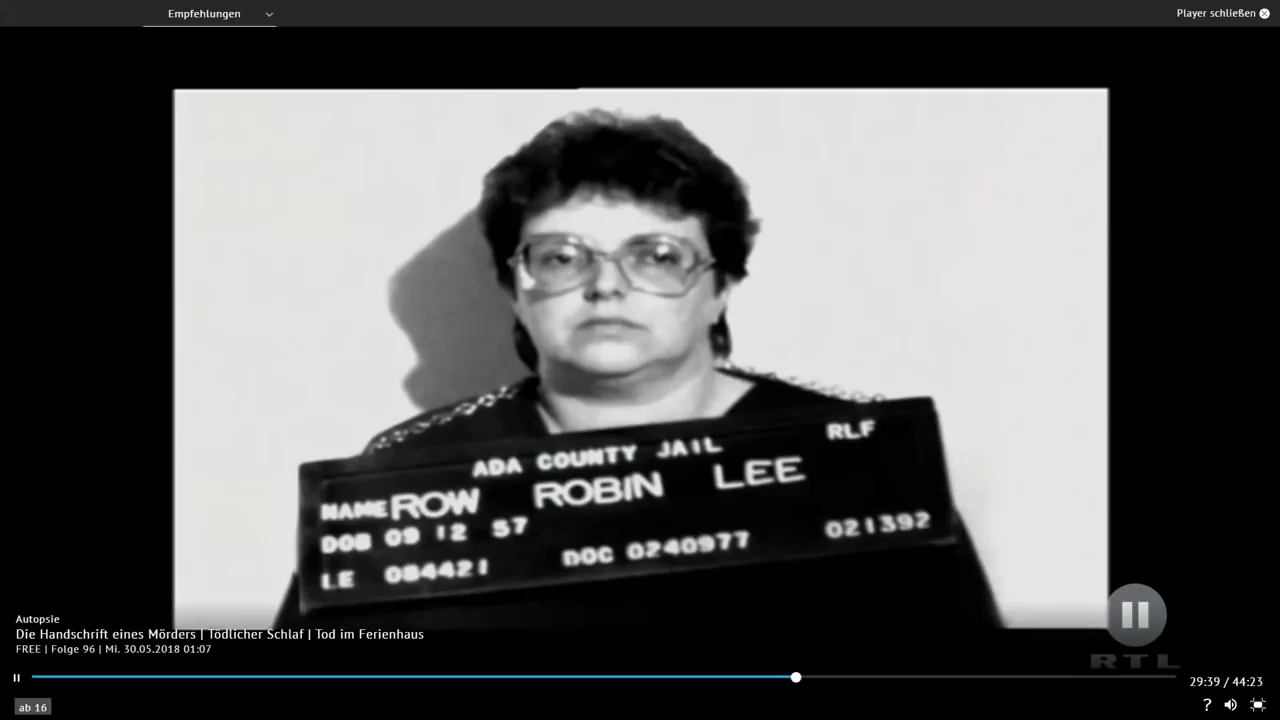 Empfehlungen
Player schließen
ADA COUNTY JAIL RLF
NAME ROW ROBIN LEE
DOB 09 12 57
LE 084421 DOC 0240977 021392
Autopsie
Die Handschrift eines Mörders | Tödlicher Schlaf | Tod im Ferienhaus
FREE | Folge 96 | Mi. 30.05.2018 01:07
RTL
29:39 / 44:23
ab 16
?